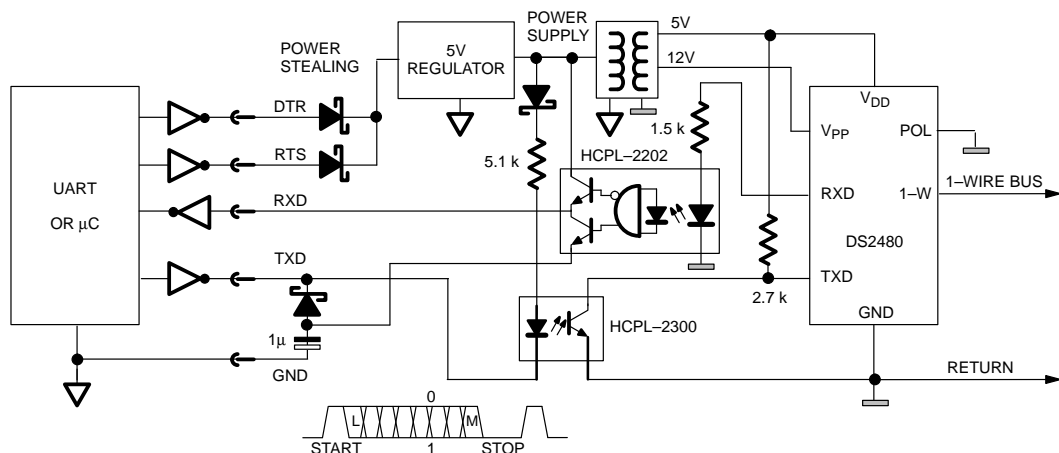 POWER
SUPPLY
5V
12V
POWER
STEALING
5V
REGULATOR
VDD
DTR
1.5 k
VPP
POL
5.1 k
HCPL–2202
RTS
UART
OR μC
RXD
RXD
1–W
1–WIRE BUS
DS2480
TXD
TXD
2.7 k
HCPL–2300
1μ
GND
GND
RETURN
0
L
M
START
1
STOP